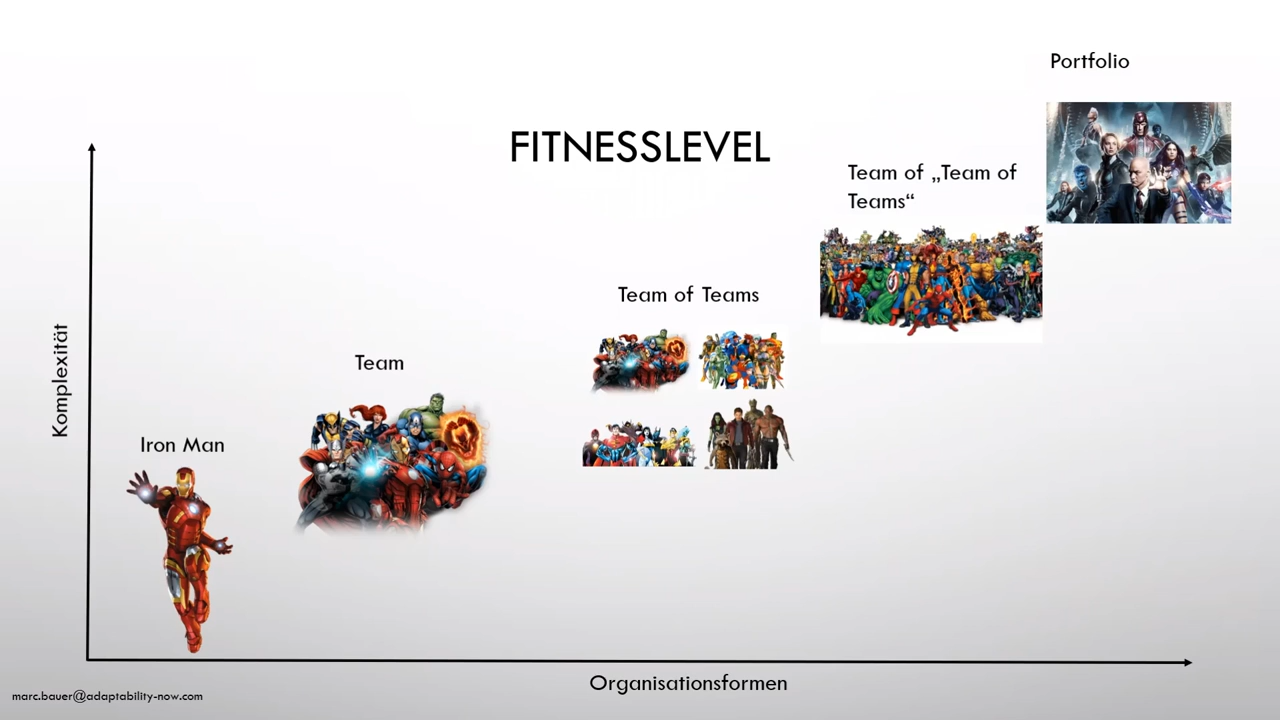 Portfolio
FITNESSLEVEL
Team of „Team of
Teams“
Team of Teams
Team
Iron Man
Komplexität
Organisationsformen
marc.bauer@adaptability-now.com